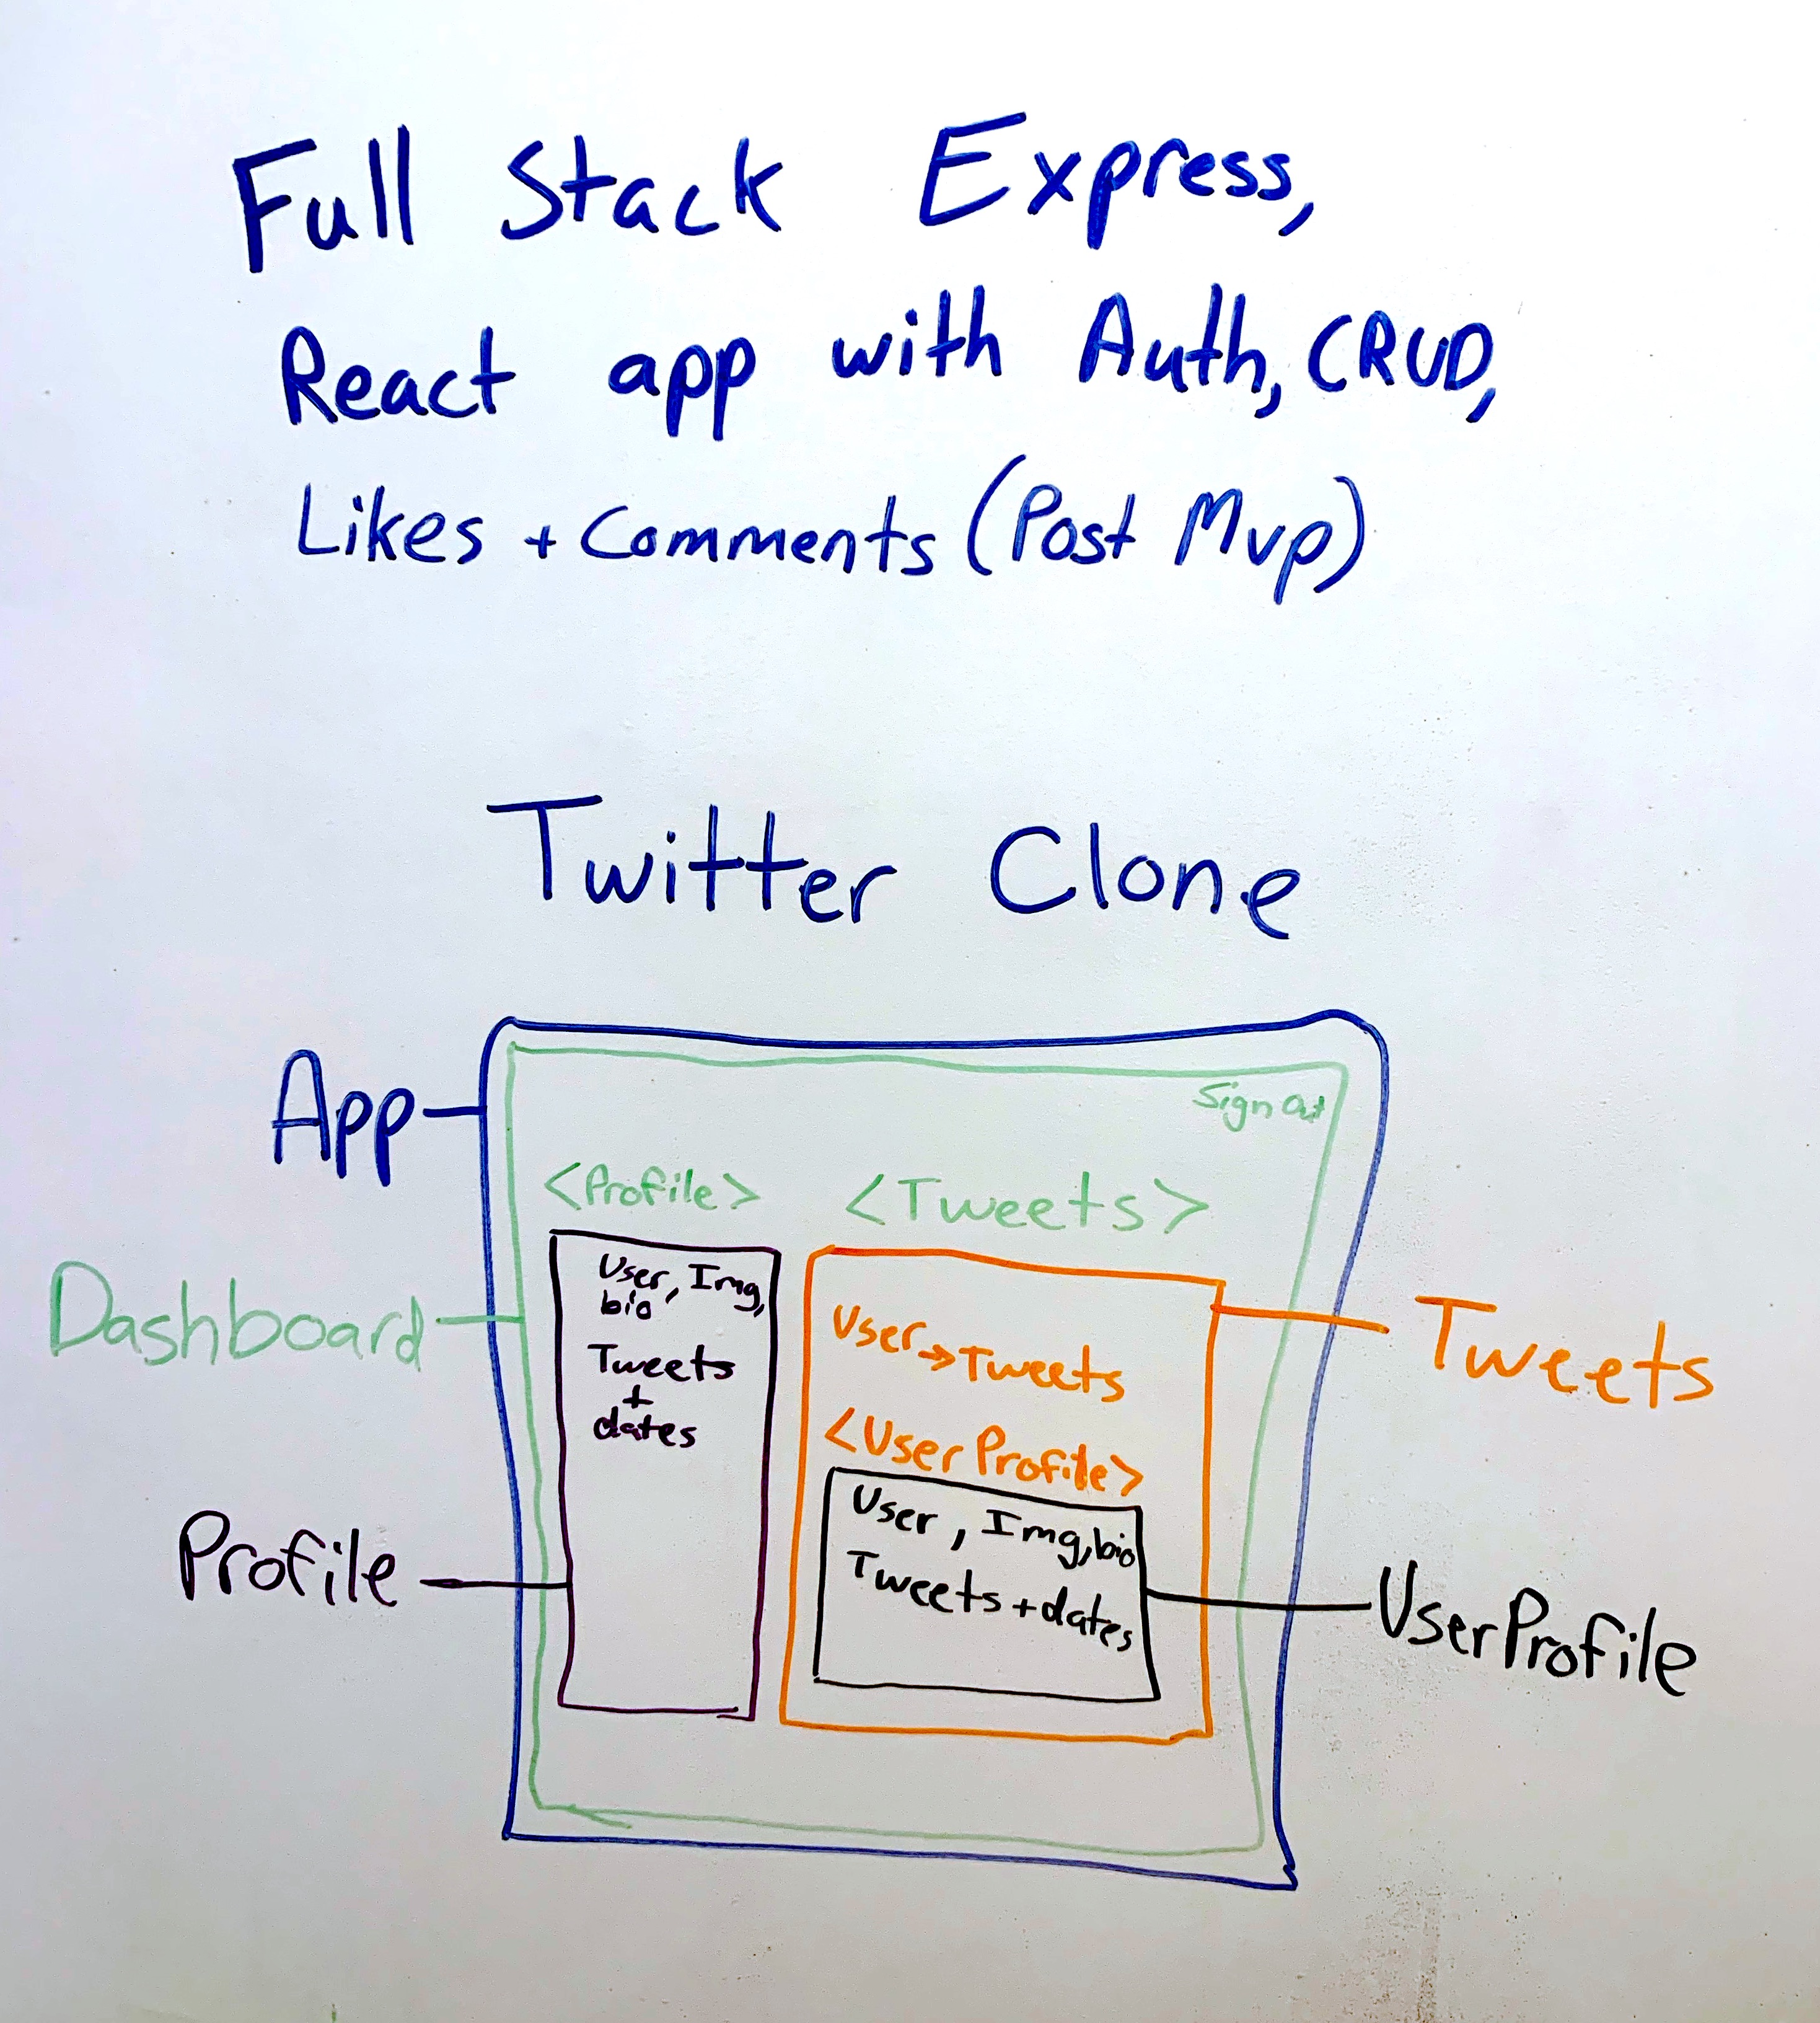 Full Stack Express,
React app with Auth, CRUD,
Likes + Comments (Post Mvp)
Twitter Clone
App
Sign Out
<Profile>
<Tweets>
Dashboard
User, Img,
bio
Tweets
+
dates
User→Tweets
Tweets
<User Profile>
User, Img, bio
Tweets + dates
Profile
UserProfile